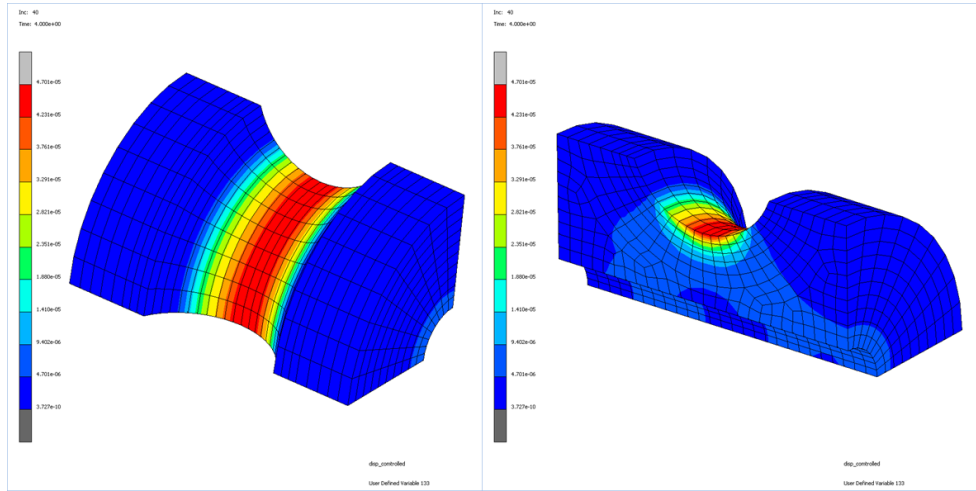 Inc: 40
Time: 4.000e+00
4.701e-05
4.231e-05
3.761e-05
3.291e-05
2.821e-05
2.351e-05
1.880e-05
1.410e-05
9.402e-06
4.701e-06
3.727e-10
disp_controlled
User Defined Variable 133
Inc: 40
Time: 4.000e+00
4.701e-05
4.231e-05
3.761e-05
3.291e-05
2.821e-05
2.351e-05
1.880e-05
1.410e-05
9.402e-06
4.701e-06
3.727e-10
disp_controlled
User Defined Variable 133